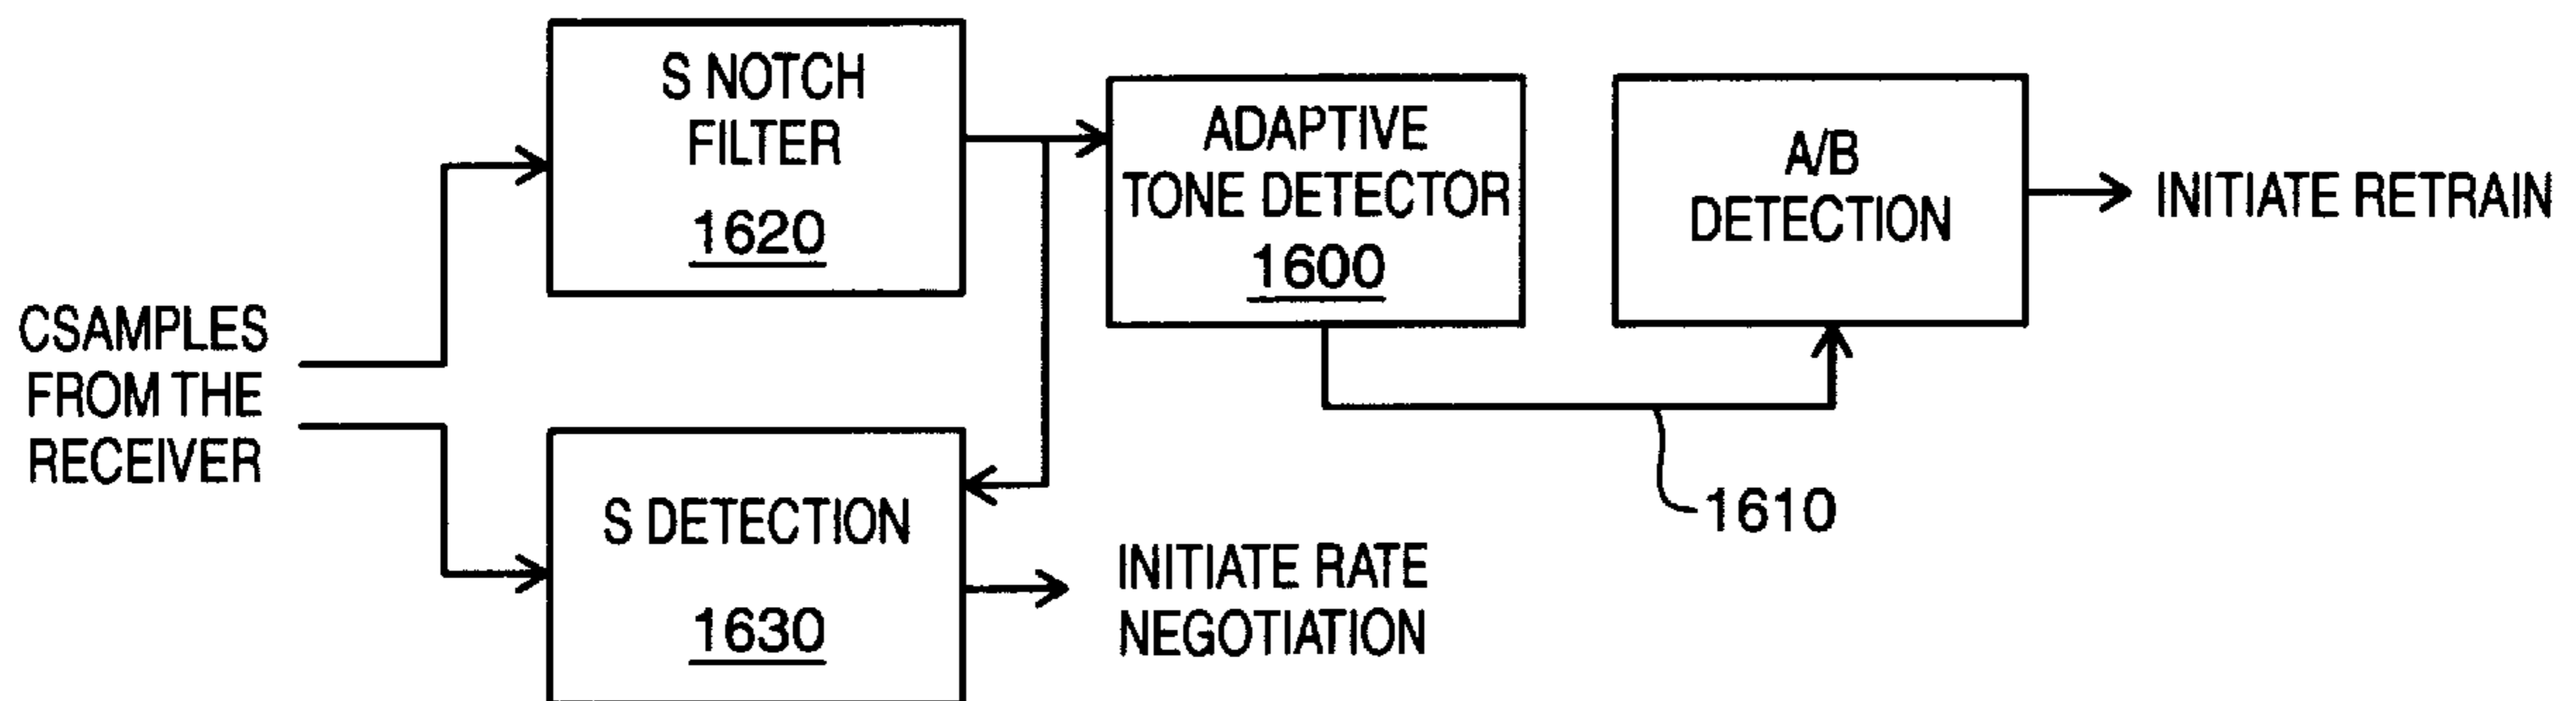 S NOTCH
FILTER
1620
ADAPTIVE
TONE DETECTOR
1600
A/B
DETECTION
INITIATE RETRAIN
CSAMPLES
FROM THE
RECEIVER
S DETECTION
1630
INITIATE RATE
NEGOTIATION
1610